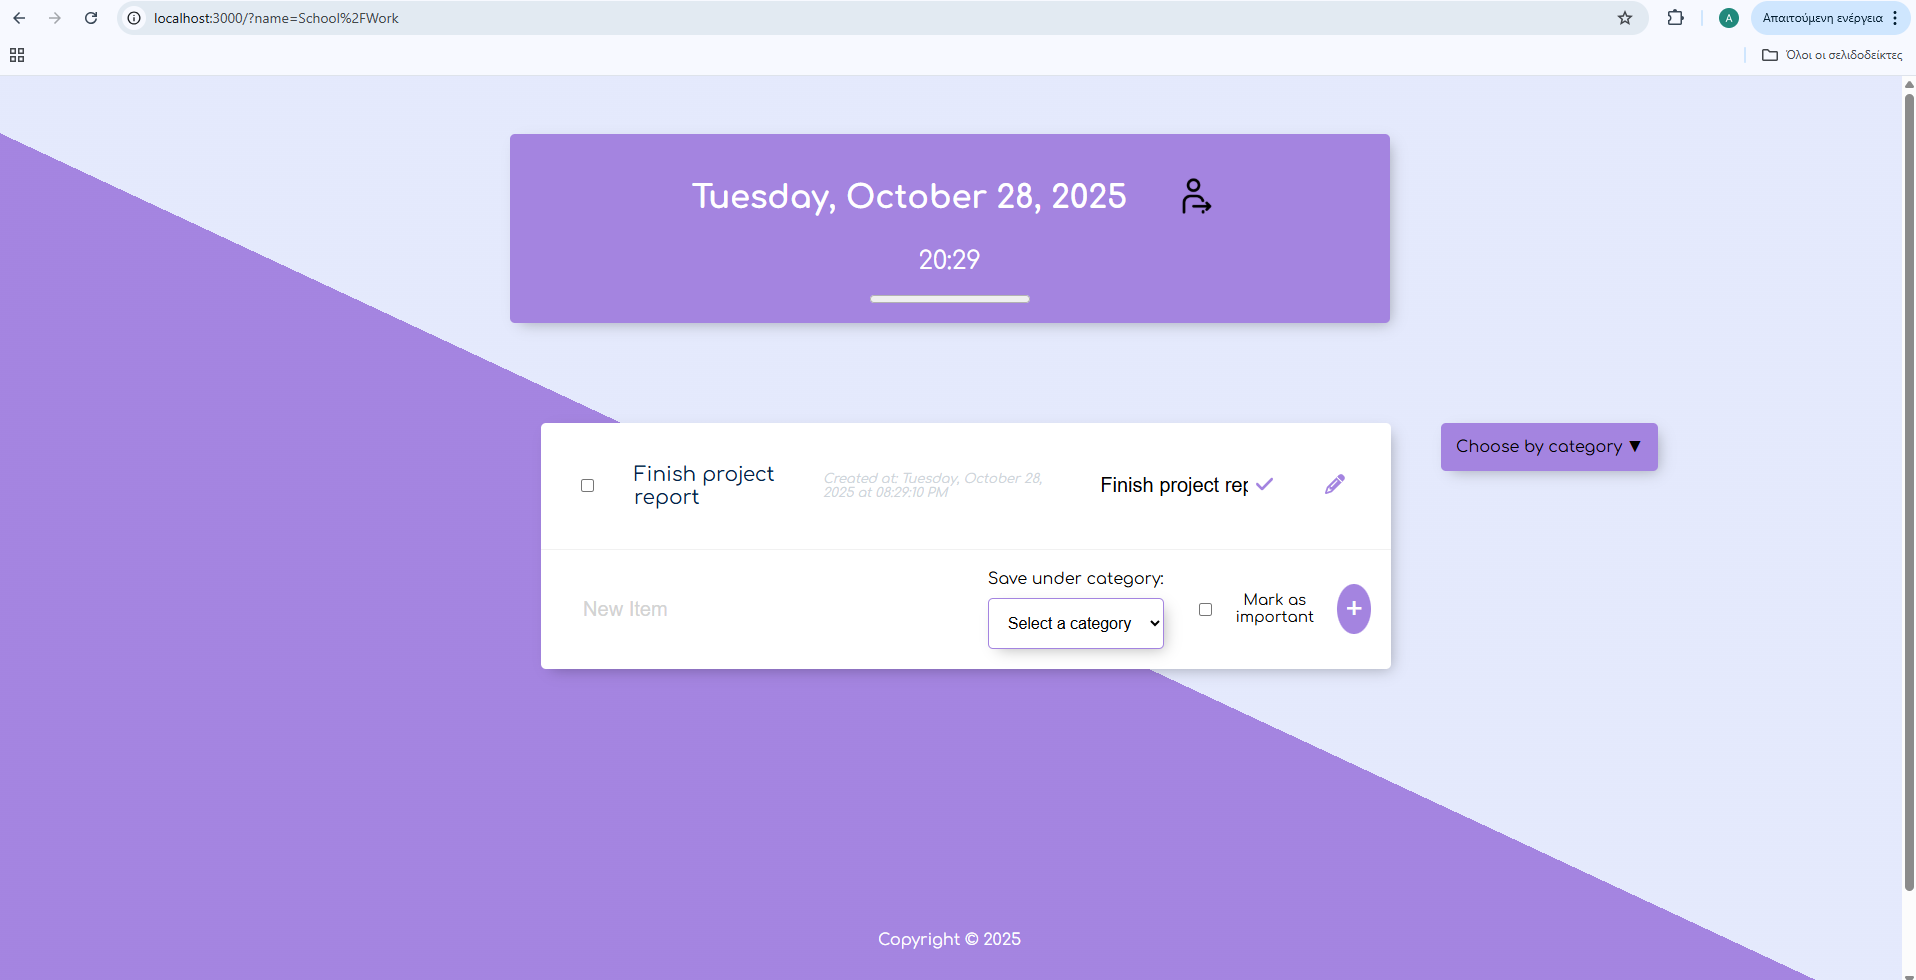 localhost:3000/?name=School%2FWork
A
Απαιτούμενη ενέργεια
Όλοι οι σελιδοδείκτες
Tuesday, October 28, 2025
20:29
Choose by category ▼
Finish project
report
Created at: Tuesday, October 28,
2025 at 08:29:10 PM
Finish project rep
Save under category:
New Item
Select a category
Mark as
important
+
Copyright © 2025